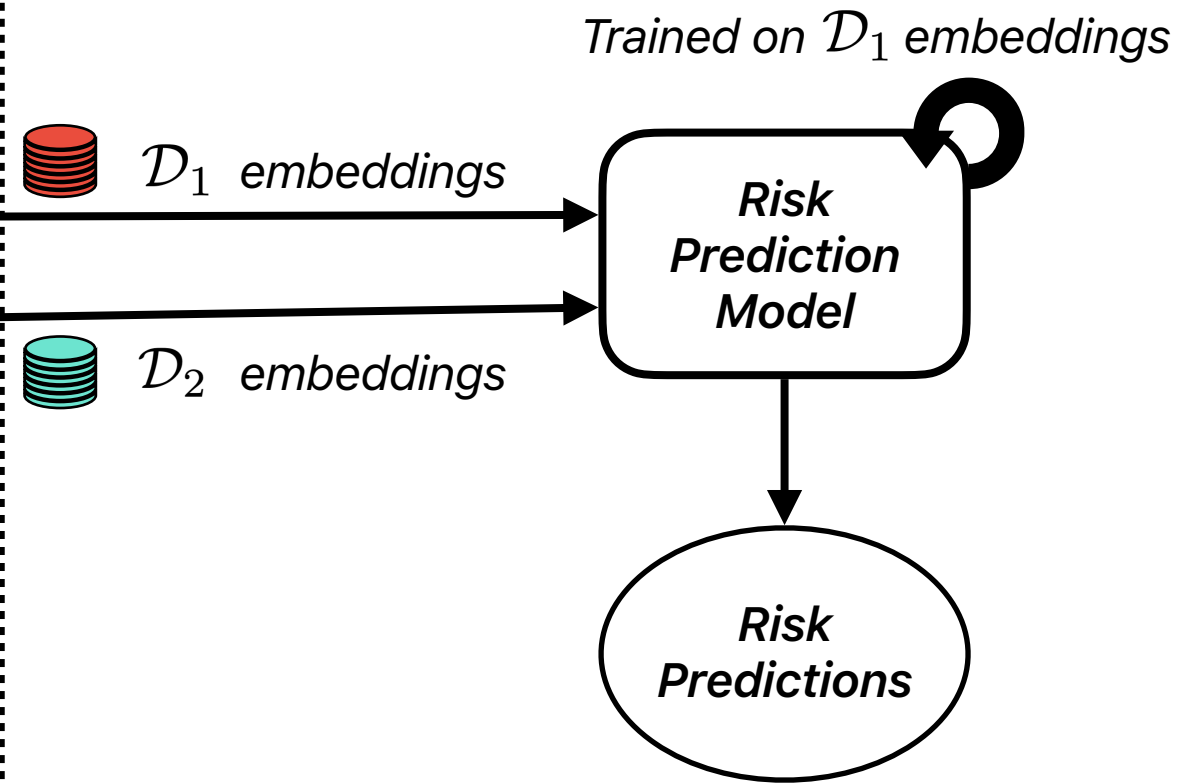 Trained on 𝒟₁ embeddings
𝒟₁ embeddings
Risk
Prediction
Model
𝒟₂ embeddings
Risk
Predictions